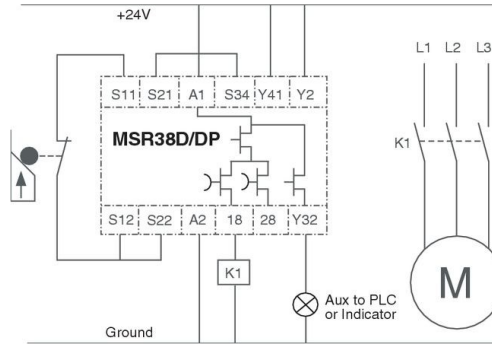 +24V
L1 L2 L3
S11 S21 A1 S34 Y41 Y2
MSR38D/DP
K1
S12 S22 A2 18 28 Y32
K1
M
Aux to PLC
or Indicator
Ground